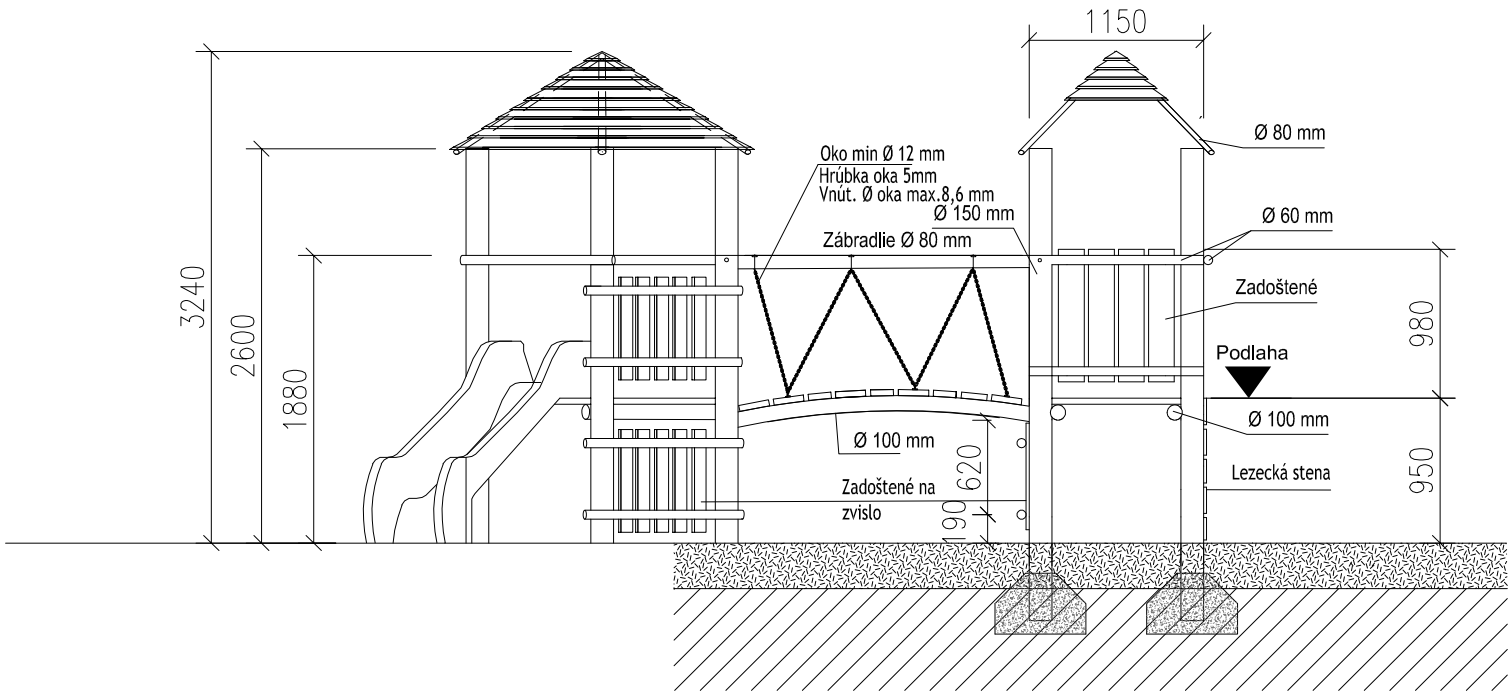 1150
Ø 80 mm
Oko min Ø 12 mm
Hrúbka oka 5mm
Vnút. Ø oka max.8,6 mm
Ø 150 mm
Ø 60 mm
Zábradlie Ø 80 mm
3240
2600
1880
Zadoštené
980
Podlaha
Ø 100 mm
Ø 100 mm
620
190
Zadoštené na
zvislo
Lezecká stena
950